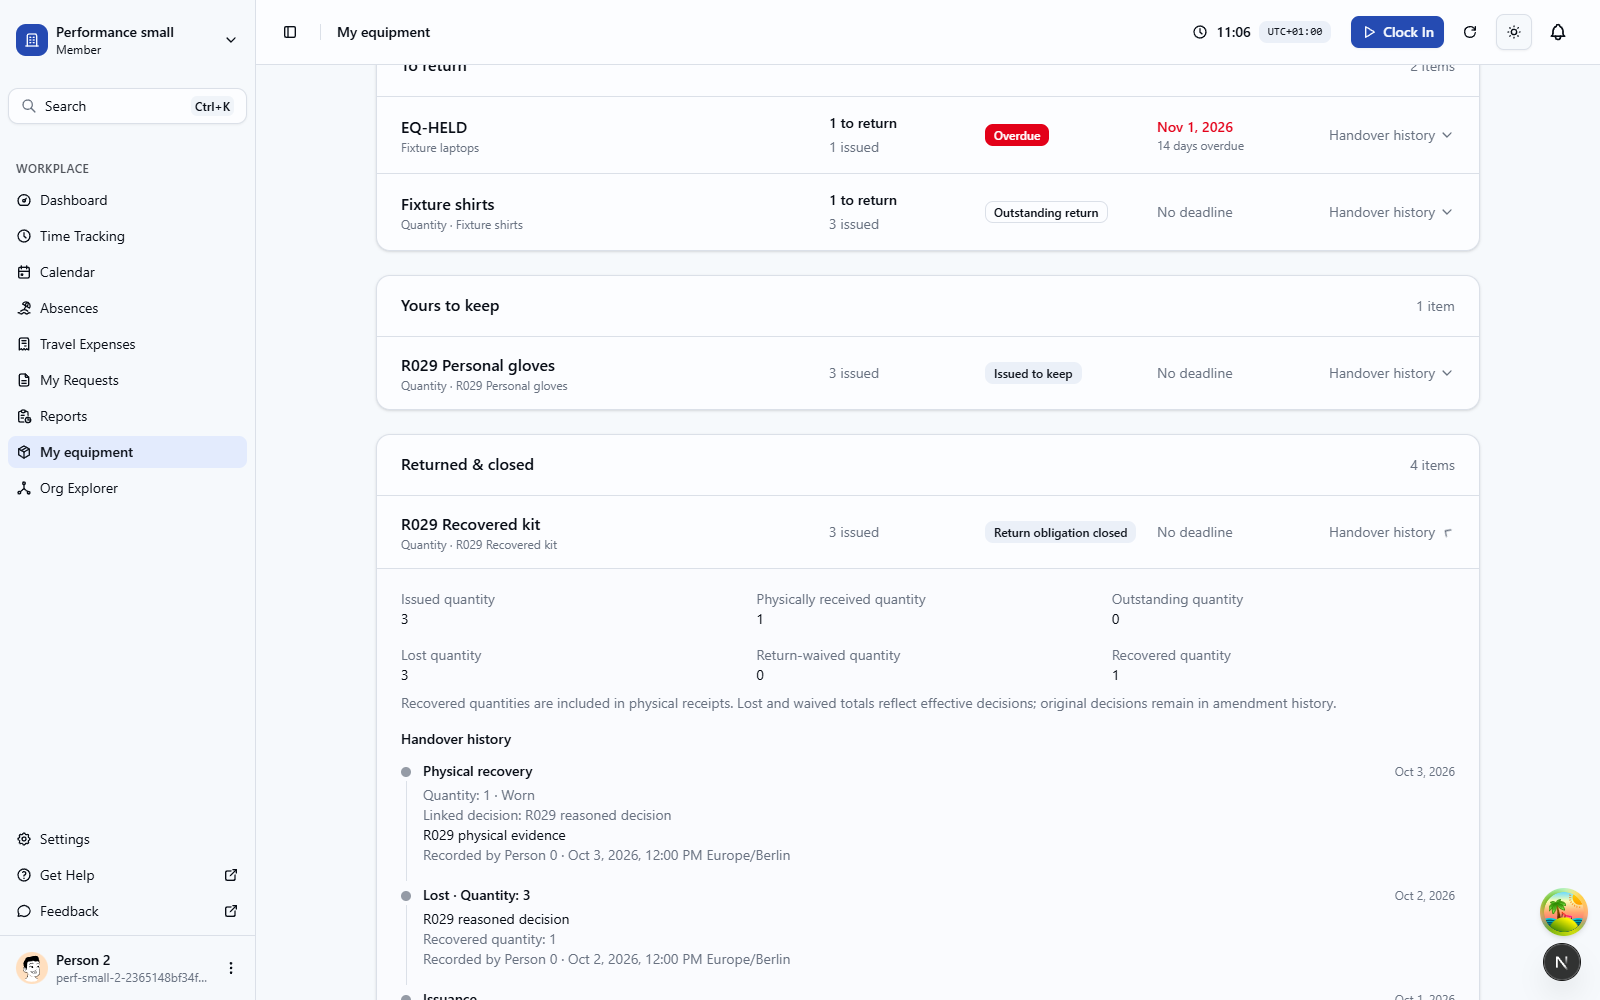 Performance small
Member
Search
Ctrl+K
WORKPLACE
Dashboard
Time Tracking
Calendar
Absences
Travel Expenses
My Requests
Reports
My equipment
Org Explorer
Settings
Get Help
Feedback
Person 2
perf-small-2-2365148bf34f...
My equipment
11:06
UTC+01:00
Clock In
To return
2 items
EQ-HELD
Fixture laptops
1 to return
1 issued
Overdue
Nov 1, 2026
14 days overdue
Handover history
Fixture shirts
Quantity · Fixture shirts
1 to return
3 issued
Outstanding return
No deadline
Handover history
Yours to keep
1 item
R029 Personal gloves
Quantity · R029 Personal gloves
3 issued
Issued to keep
No deadline
Handover history
Returned & closed
4 items
R029 Recovered kit
Quantity · R029 Recovered kit
3 issued
Return obligation closed
No deadline
Handover history
Issued quantity
3
Physically received quantity
1
Outstanding quantity
0
Lost quantity
3
Return-waived quantity
0
Recovered quantity
1
Recovered quantities are included in physical receipts. Lost and waived totals reflect effective decisions; original decisions remain in amendment history.
Handover history
Physical recovery
Oct 3, 2026
Quantity: 1 · Worn
Linked decision: R029 reasoned decision
R029 physical evidence
Recorded by Person 0 · Oct 3, 2026, 12:00 PM Europe/Berlin
Lost · Quantity: 3
Oct 2, 2026
R029 reasoned decision
Recovered quantity: 1
Recorded by Person 0 · Oct 2, 2026, 12:00 PM Europe/Berlin
Issuance
Oct 1, 2026
N